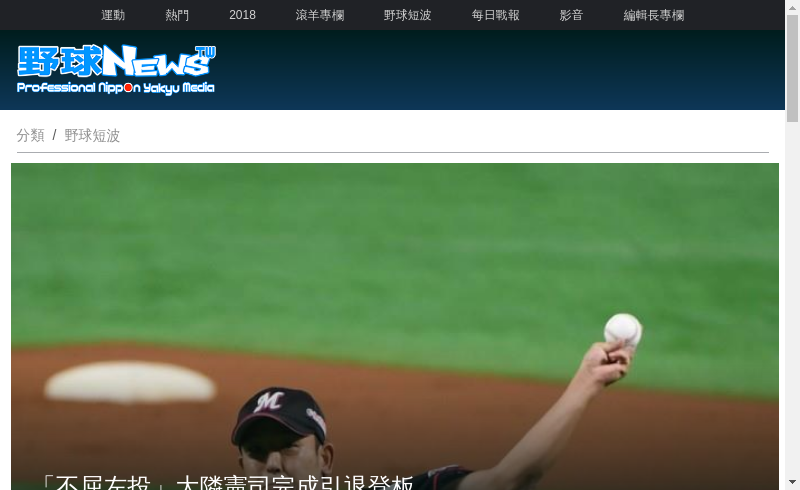 運動 熱門 2018 滾羊專欄 野球短波 每日戰報 影音 編輯長專欄
野球News TW
Professional Nippon Yakyu Media
分類 / 野球短波
M
「不屈左投」大隣憲司完成引退登板